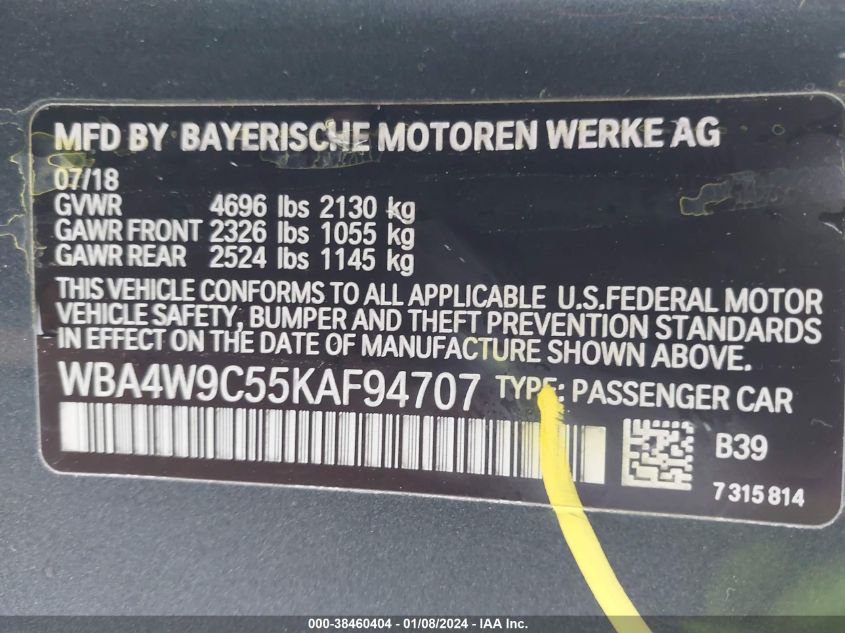 MFD BY BAYERISCHE MOTOREN WERKE AG
07/18
GVWR 4696 lbs 2130 kg
GAWR FRONT 2326 lbs 1055 kg
GAWR REAR 2524 lbs 1145 kg
THIS VEHICLE CONFORMS TO ALL APPLICABLE U.S.FEDERAL MOTOR
VEHICLE SAFETY, BUMPER AND THEFT PREVENTION STANDARDS
IN EFFECT ON THE DATE OF MANUFACTURE SHOWN ABOVE.
WBA4W9C55KAF94707 TYPE: PASSENGER CAR
B39
7315814
000-38460404 - 01/08/2024 - IAA Inc.